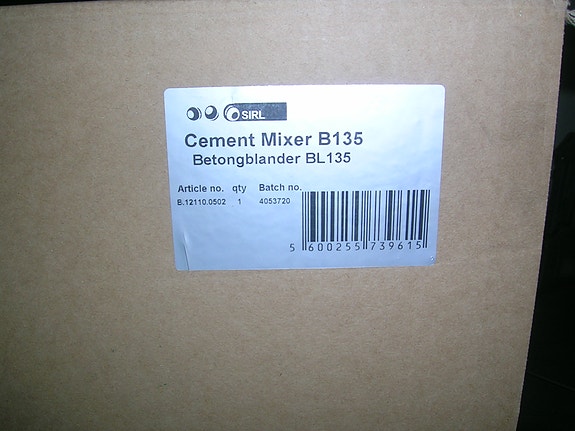 SIRL
Cement Mixer B135
Betongblander BL135
Article no. qty Batch no.
B.12110.0502 1 4053720
5 600255 739615